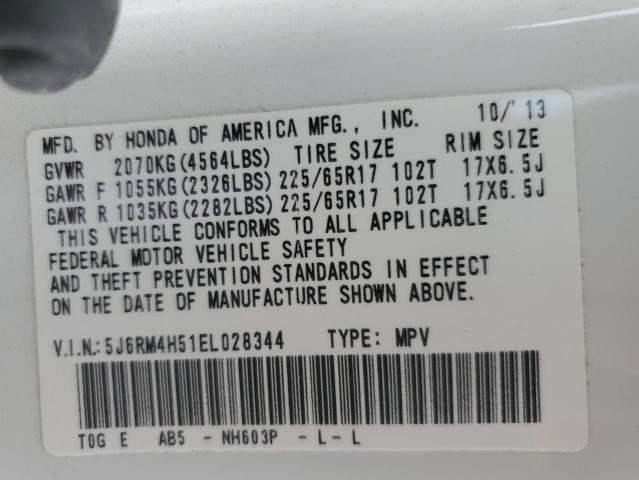 MFD. BY HONDA OF AMERICA MFG., INC. 10/'13
GVWR 2070KG(4564LBS) TIRE SIZE RIM SIZE
GAWR F 1055KG(2326LBS) 225/65R17 102T 17X6.5J
GAWR R 1035KG(2282LBS) 225/65R17 102T 17X6.5J
THIS VEHICLE CONFORMS TO ALL APPLICABLE
FEDERAL MOTOR VEHICLE SAFETY
AND THEFT PREVENTION STANDARDS IN EFFECT
ON THE DATE OF MANUFACTURE SHOWN ABOVE.
V.I.N.: 5J6RM4H51EL028344 TYPE: MPV
T0G E AB5 - NH603P - L - L